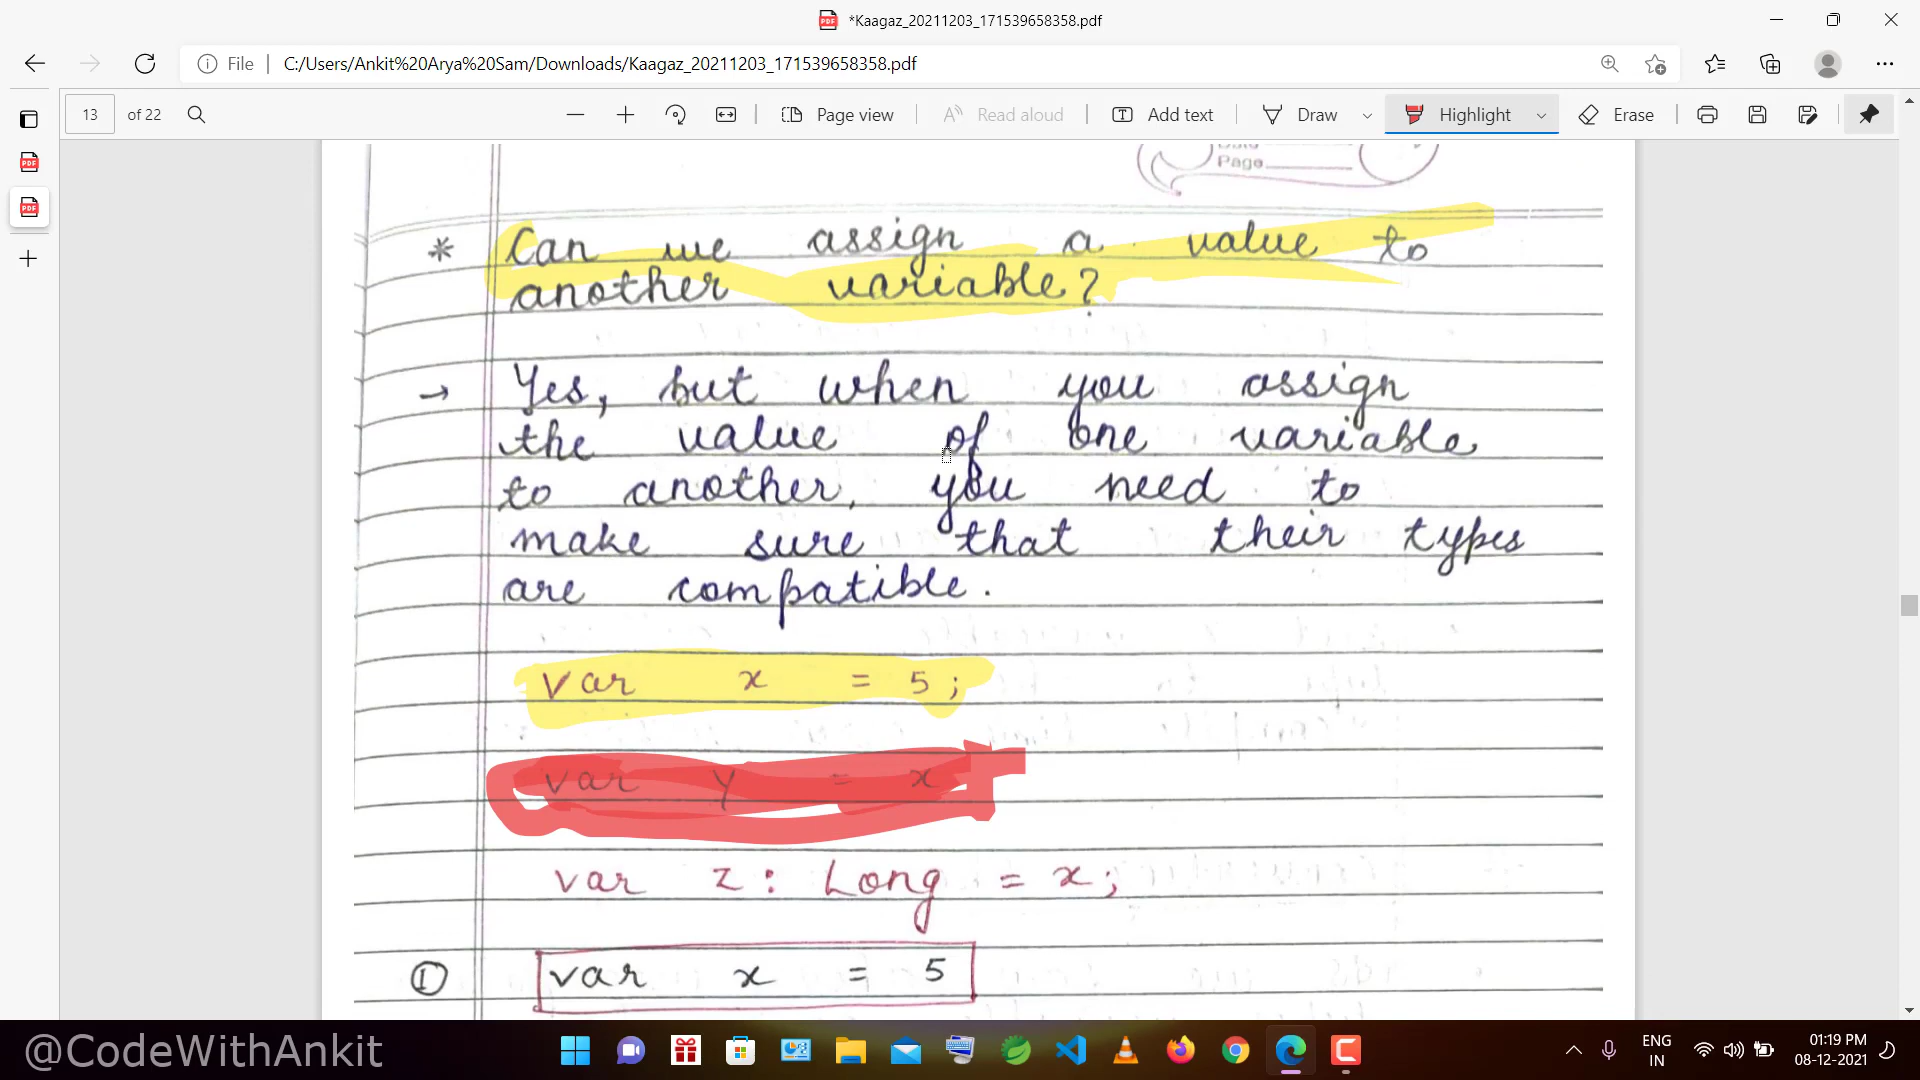 *Kaagaz_20211203_171539658358.pdf
File C:/Users/Ankit%20Arya%20Sam/Downloads/Kaagaz_20211203_171539658358.pdf
13 of 22 Page view Read aloud Add text Draw Highlight Erase
Page
* Can we assign a value to
another variable?
→ Yes, but when you assign
the value of one variable
to another, you need to
make sure that their types
are compatible.
var x = 5;
var y = x
var z: Long = x;
① var x = 5
@CodeWithAnkit
ENG
IN
01:19 PM
08-12-2021